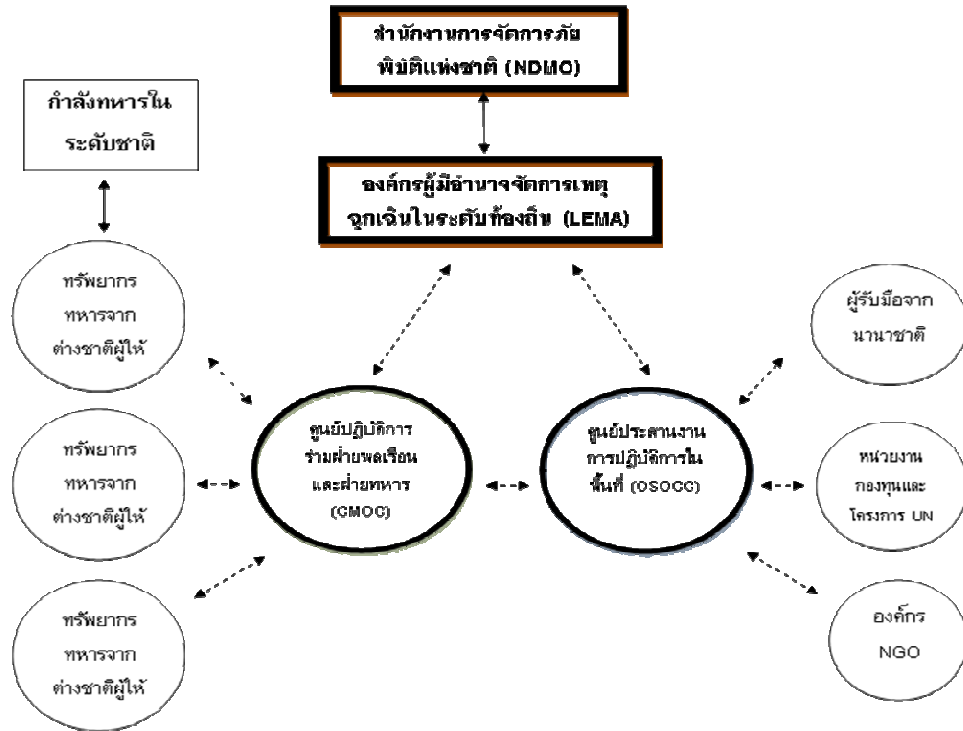 สำนักงานการจัดการภัย
พิบัติแห่งชาติ (NDMO)
กำลังทหารใน
ระดับชาติ
องค์กรผู้มีอำนาจจัดการเหตุ
ฉุกเฉินในระดับท้องถิ่น (LEMA)
ทรัพยากร
ทหารจาก
ต่างชาติผู้ให้
ผู้รับมือจาก
นานาชาติ
ศูนย์ปฏิบัติการ
ร่วมฝ่ายพลเรือน
และฝ่ายทหาร
(CMOC)
ศูนย์ประสานงาน
การปฏิบัติการใน
พื้นที่ (OSOCC)
ทรัพยากร
ทหารจาก
ต่างชาติผู้ให้
หน่วยงาน
กองทุนและ
โครงการ UN
ทรัพยากร
ทหารจาก
ต่างชาติผู้ให้
องค์กร
NGO